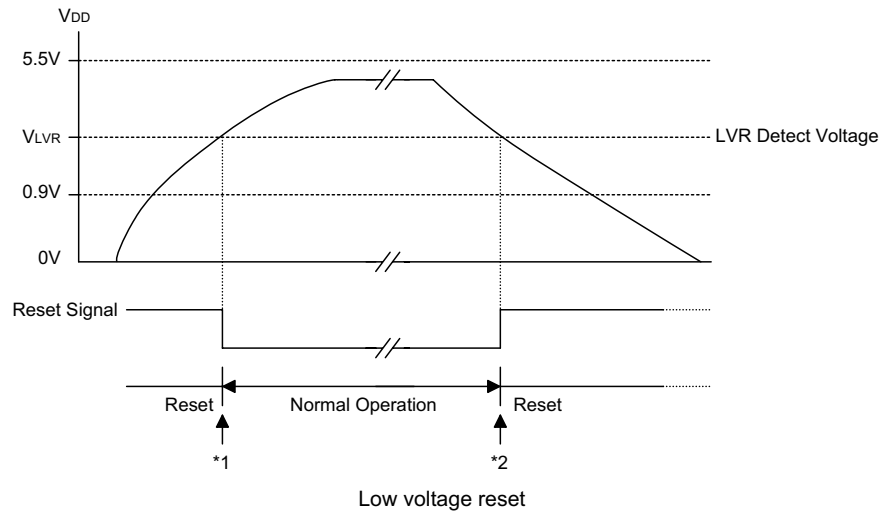 VDD
5.5V
VLVR
LVR Detect Voltage
0.9V
0V
Reset Signal
Reset
Normal Operation
Reset
*1
*2
Low voltage reset